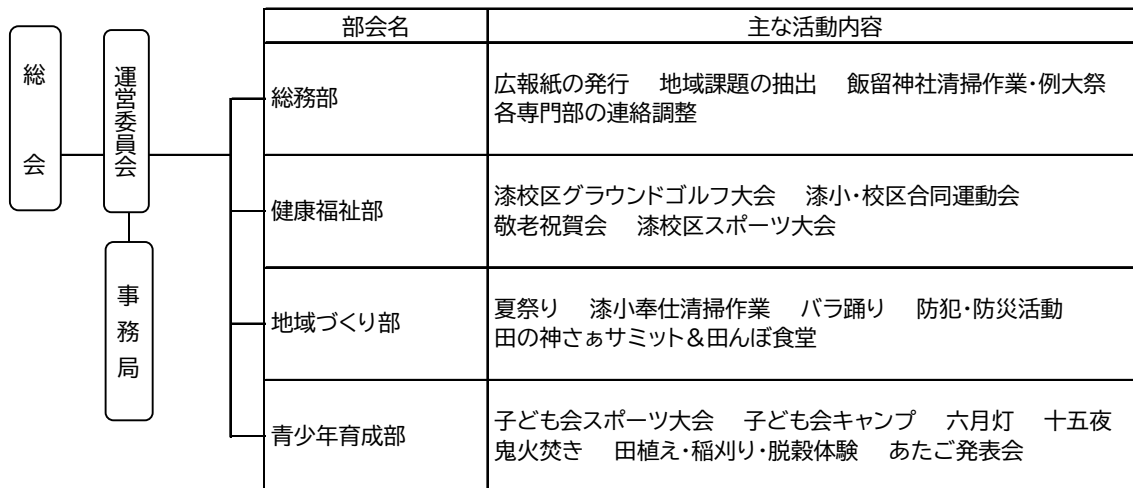 総会
運営委員会
事務局
部会名 主な活動内容
総務部
広報紙の発行 地域課題の抽出 飯留神社清掃作業・例大祭
各専門部の連絡調整
健康福祉部
漆校区グラウンドゴルフ大会 漆小・校区合同運動会
敬老祝賀会 漆校区スポーツ大会
地域づくり部
夏祭り 漆小奉仕清掃作業 バラ踊り 防犯・防災活動
田の神さぁサミット＆田んぼ食堂
青少年育成部
子ども会スポーツ大会 子ども会キャンプ 六月灯 十五夜
鬼火焚き 田植え・稲刈り・脱穀体験 あたご発表会